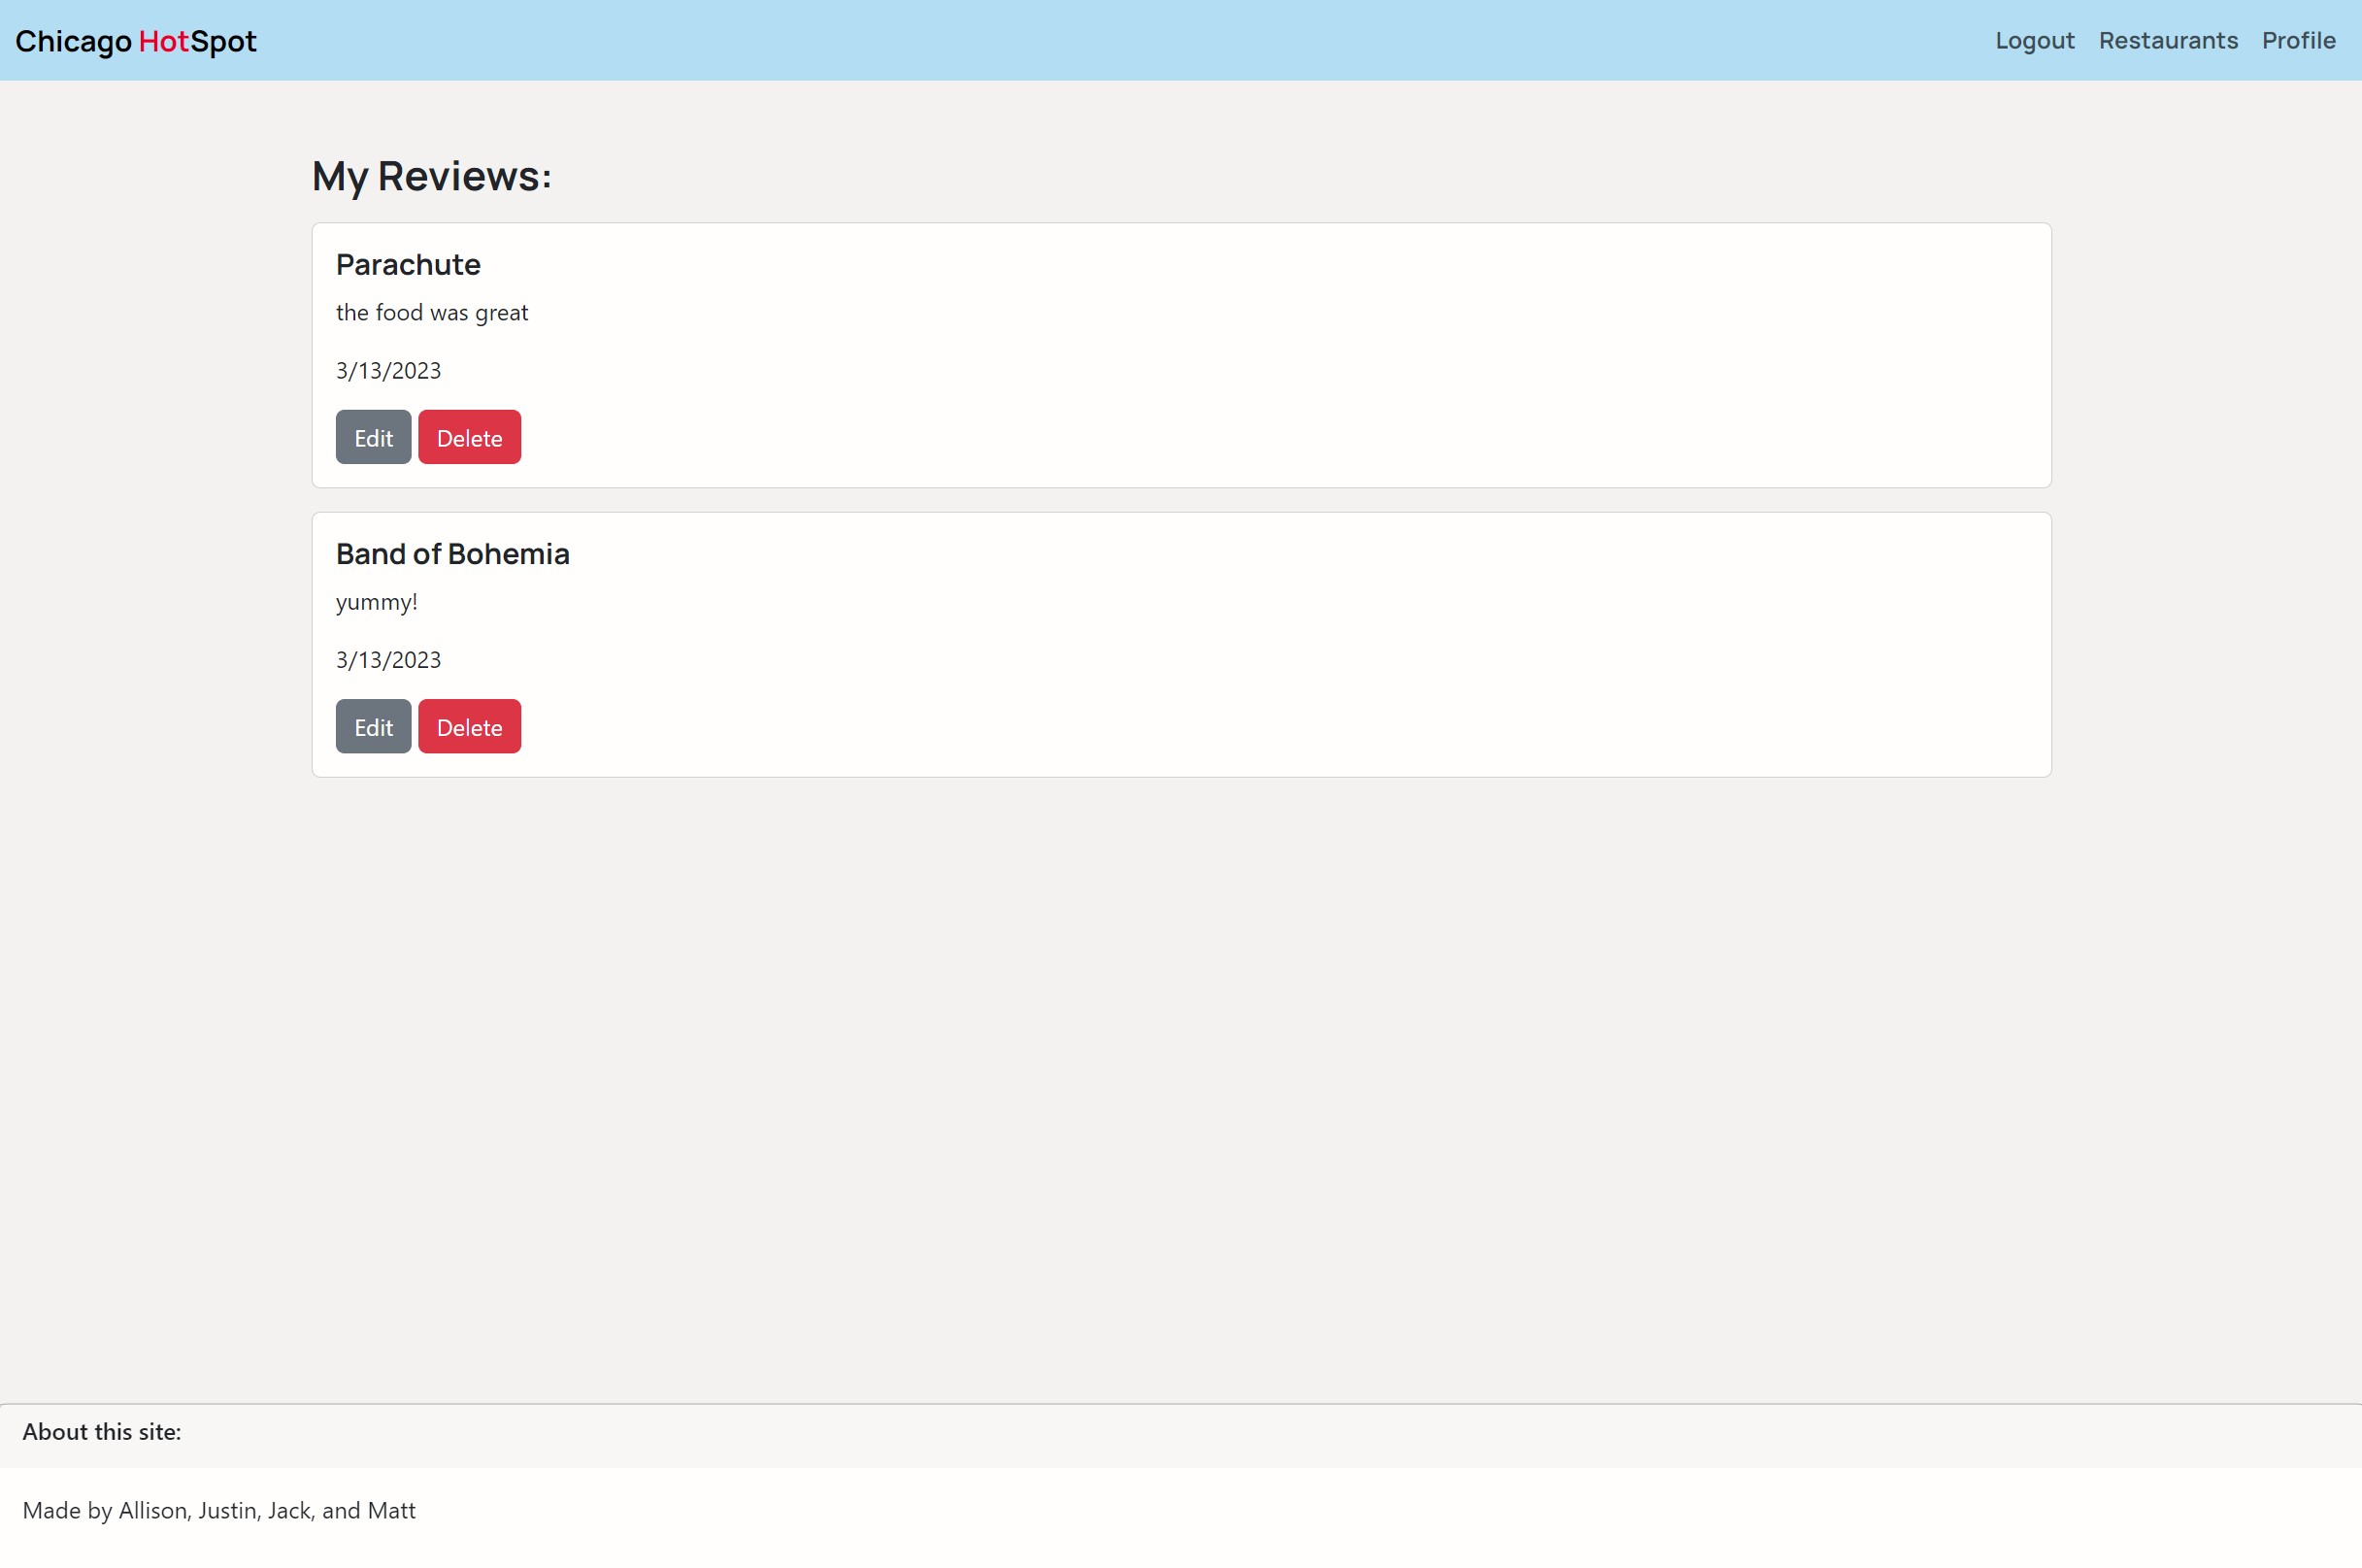 Chicago HotSpot
Logout Restaurants Profile
My Reviews:
Parachute
the food was great
3/13/2023
Edit Delete
Band of Bohemia
yummy!
3/13/2023
Edit Delete
About this site:
Made by Allison, Justin, Jack, and Matt